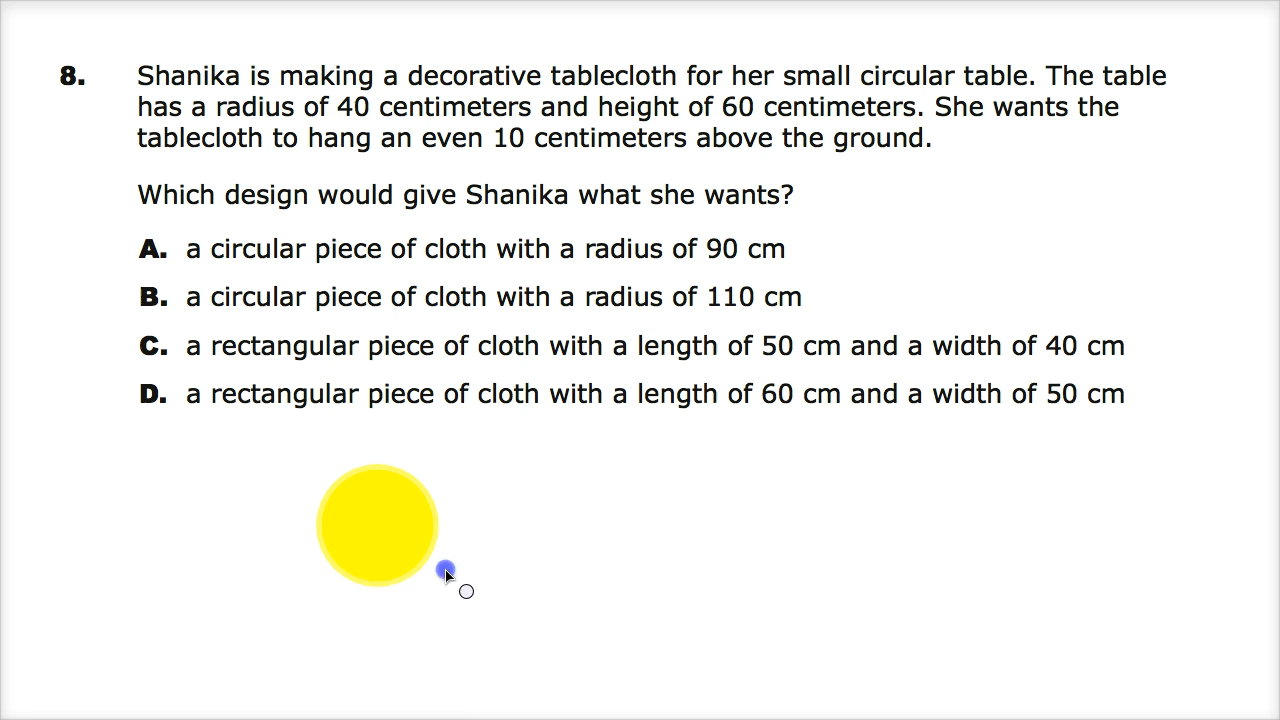 8. Shanika is making a decorative tablecloth for her small circular table. The table
has a radius of 40 centimeters and height of 60 centimeters. She wants the
tablecloth to hang an even 10 centimeters above the ground.
Which design would give Shanika what she wants?
A. a circular piece of cloth with a radius of 90 cm
B. a circular piece of cloth with a radius of 110 cm
C. a rectangular piece of cloth with a length of 50 cm and a width of 40 cm
D. a rectangular piece of cloth with a length of 60 cm and a width of 50 cm